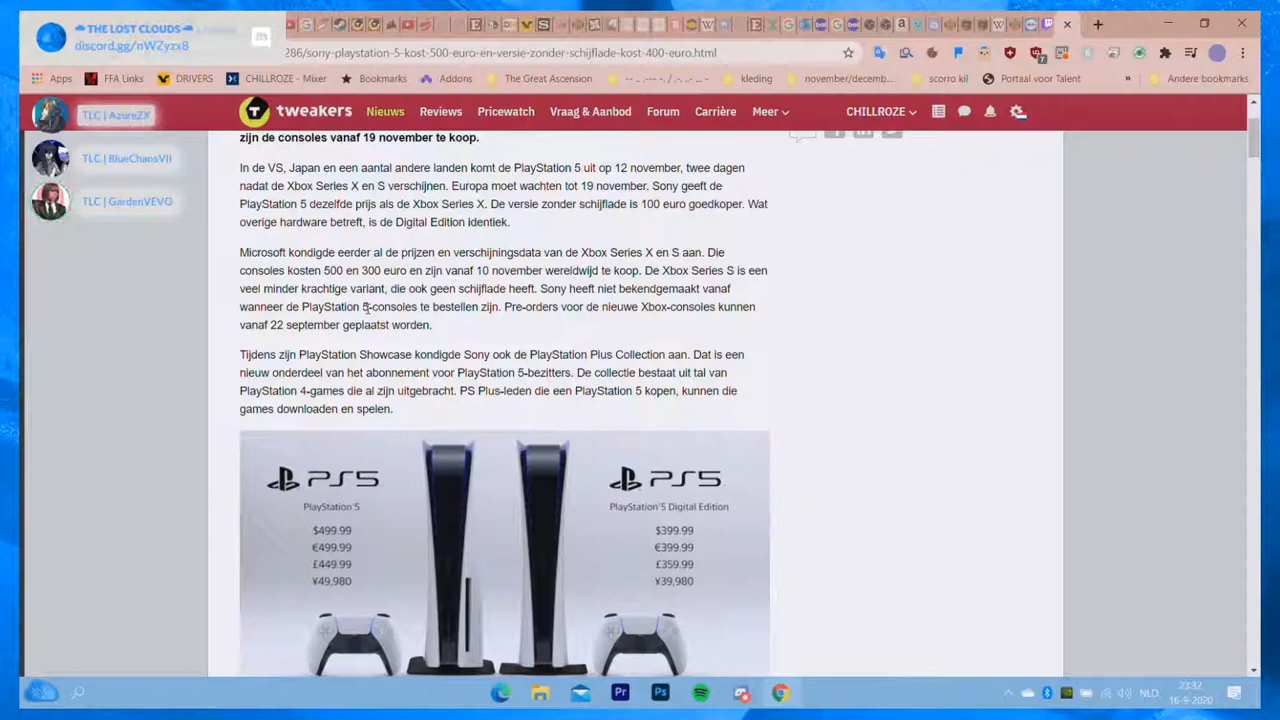 THE LOST CLOUDS
discord.gg/nWZyzx8
286/sony-playstation-5-kost-500-euro-en-versie-zonder-schijflade-kost-400-euro.html
Apps FFA Links DRIVERS CHILLROZE - Mixer Bookmarks Addons The Great Ascension -- .. --. / .-. .. --. kleding november/decemb... scorro kil Portaal voor Talent » Andere bookmarks
TLC | AzureZX
TLC | BlueChaosVII
TLC | GardenVEVO
tweakers Nieuws Reviews Pricewatch Vraag & Aanbod Forum Carrière Meer CHILLROZE
zijn de consoles vanaf 19 november te koop.
In de VS, Japan en een aantal andere landen komt de PlayStation 5 uit op 12 november, twee dagen
nadat de Xbox Series X en S verschijnen. Europa moet wachten tot 19 november. Sony geeft de
PlayStation 5 dezelfde prijs als de Xbox Series X. De versie zonder schijflade is 100 euro goedkoper. Wat
overige hardware betreft, is de Digital Edition identiek.
Microsoft kondigde eerder al de prijzen en verschijningsdata van de Xbox Series X en S aan. Die
consoles kosten 500 en 300 euro en zijn vanaf 10 november wereldwijd te koop. De Xbox Series S is een
veel minder krachtige variant, die ook geen schijflade heeft. Sony heeft niet bekendgemaakt vanaf
wanneer de PlayStation 5-consoles te bestellen zijn. Pre-orders voor de nieuwe Xbox-consoles kunnen
vanaf 22 september geplaatst worden.
Tijdens zijn PlayStation Showcase kondigde Sony ook de PlayStation Plus Collection aan. Dat is een
nieuw onderdeel van het abonnement voor PlayStation 5-bezitters. De collectie bestaat uit tal van
PlayStation 4-games die al zijn uitgebracht. PS Plus-leden die een PlayStation 5 kopen, kunnen die
games downloaden en spelen.
PS5
PlayStation®5
$499.99
€499.99
£449.99
¥49,980
PS5
PlayStation®5 Digital Edition
$399.99
€399.99
£359.99
¥39,980
NLD
23:32
16-9-2020